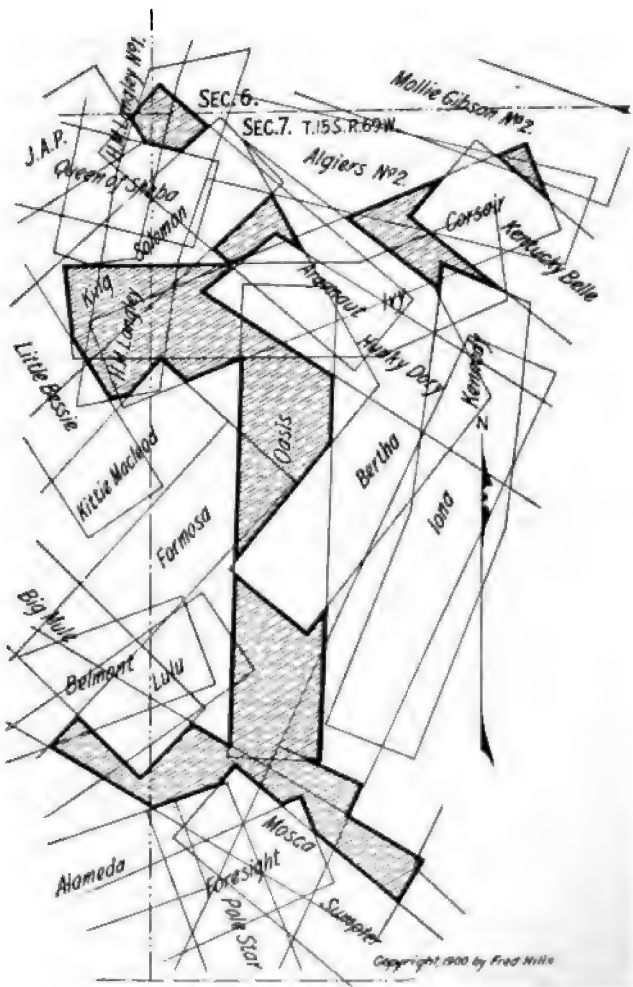 H.M. Langley No1.
SEC. 6.
SEC. 7. T.15 S.R. 69 W.
Mollie Gibson No2.
J.A.P.
Queen of Sheba
Algiers No2.
Solomon
Corsair
Kentucky Belle
King
Argonaut
Ivy
H.M. Langley
Hunky Dory
Kennedy
Little Bessie
N
Oasis
Bertha
Iona
Kittie Macleod
Formosa
Big Mule
Belmont
Lulu
Mosca
Alameda
Foresight
Pole Star
Sumpter
Copyright, 1900 by Fred Hills